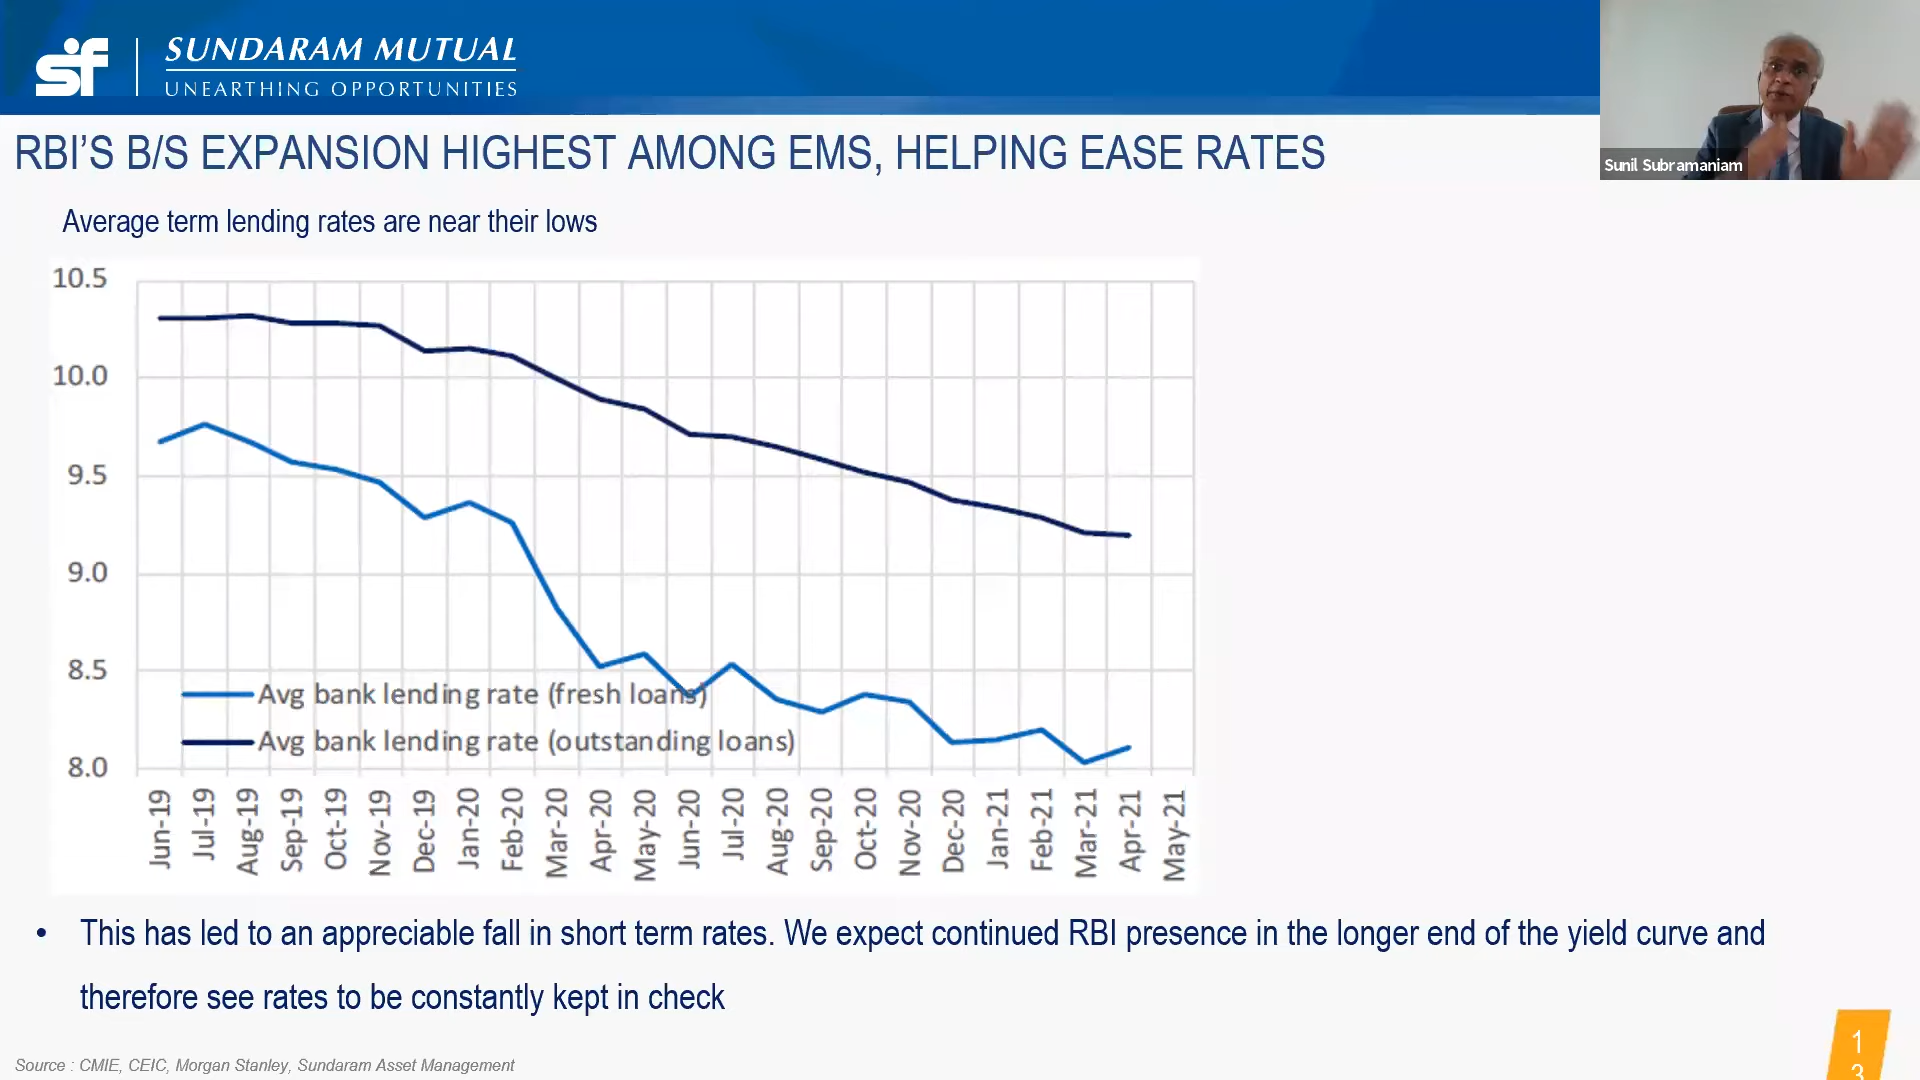 SUNDARAM MUTUAL
UNEARTHING OPPORTUNITIES
Sunil Subramaniam
RBI'S B/S EXPANSION HIGHEST AMONG EMS, HELPING EASE RATES
Average term lending rates are near their lows
10.5
10.0
9.5
9.0
8.5
8.0
Avg bank lending rate (fresh loans)
Avg bank lending rate (outstanding loans)
Jun-19
Jul-19
Aug-19
Sep-19
Oct-19
Nov-19
Dec-19
Jan-20
Feb-20
Mar-20
Apr-20
May-20
Jun-20
Jul-20
Aug-20
Sep-20
Oct-20
Nov-20
Dec-20
Jan-21
Feb-21
Mar-21
Apr-21
May-21
• This has led to an appreciable fall in short term rates. We expect continued RBI presence in the longer end of the yield curve and
therefore see rates to be constantly kept in check
Source : CMIE, CEIC, Morgan Stanley, Sundaram Asset Management
1
3